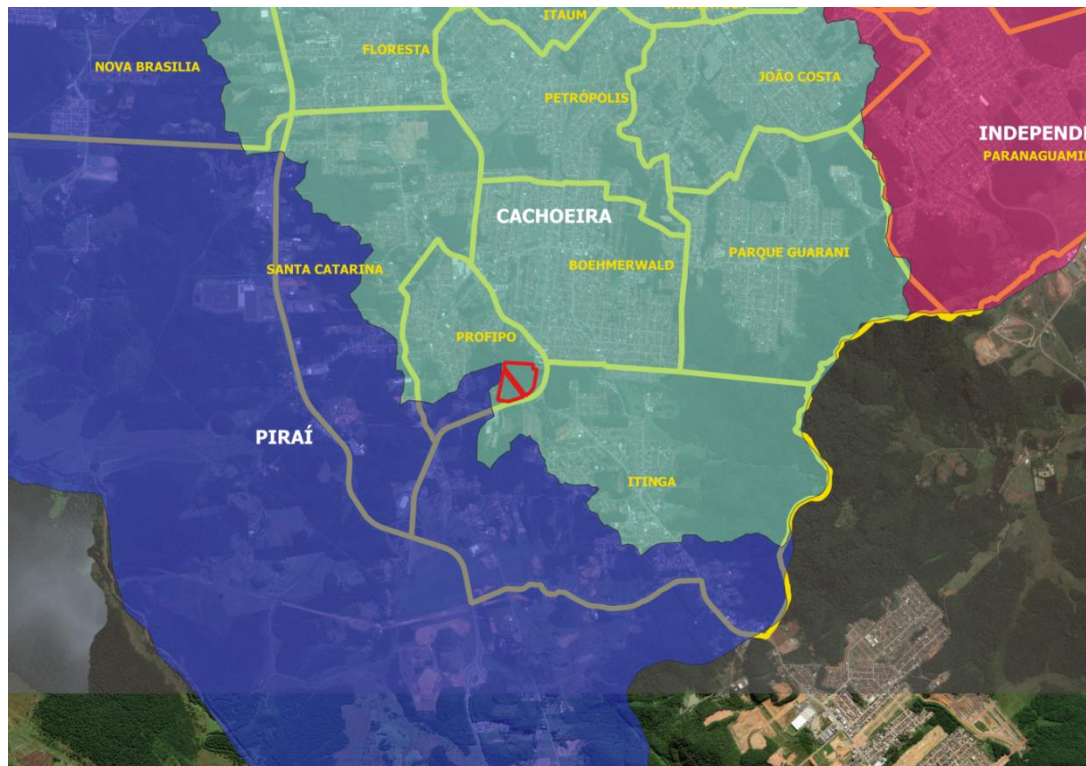 ITAUM
FLORESTA
NOVA BRASILIA
JOÃO COSTA
PETRÓPOLIS
INDEPEND
PARANAGUAMI
CACHOEIRA
PARQUE GUARANI
BOEHMERWALD
SANTA CATARINA
PROFIPO
PIRAÍ
ITINGA